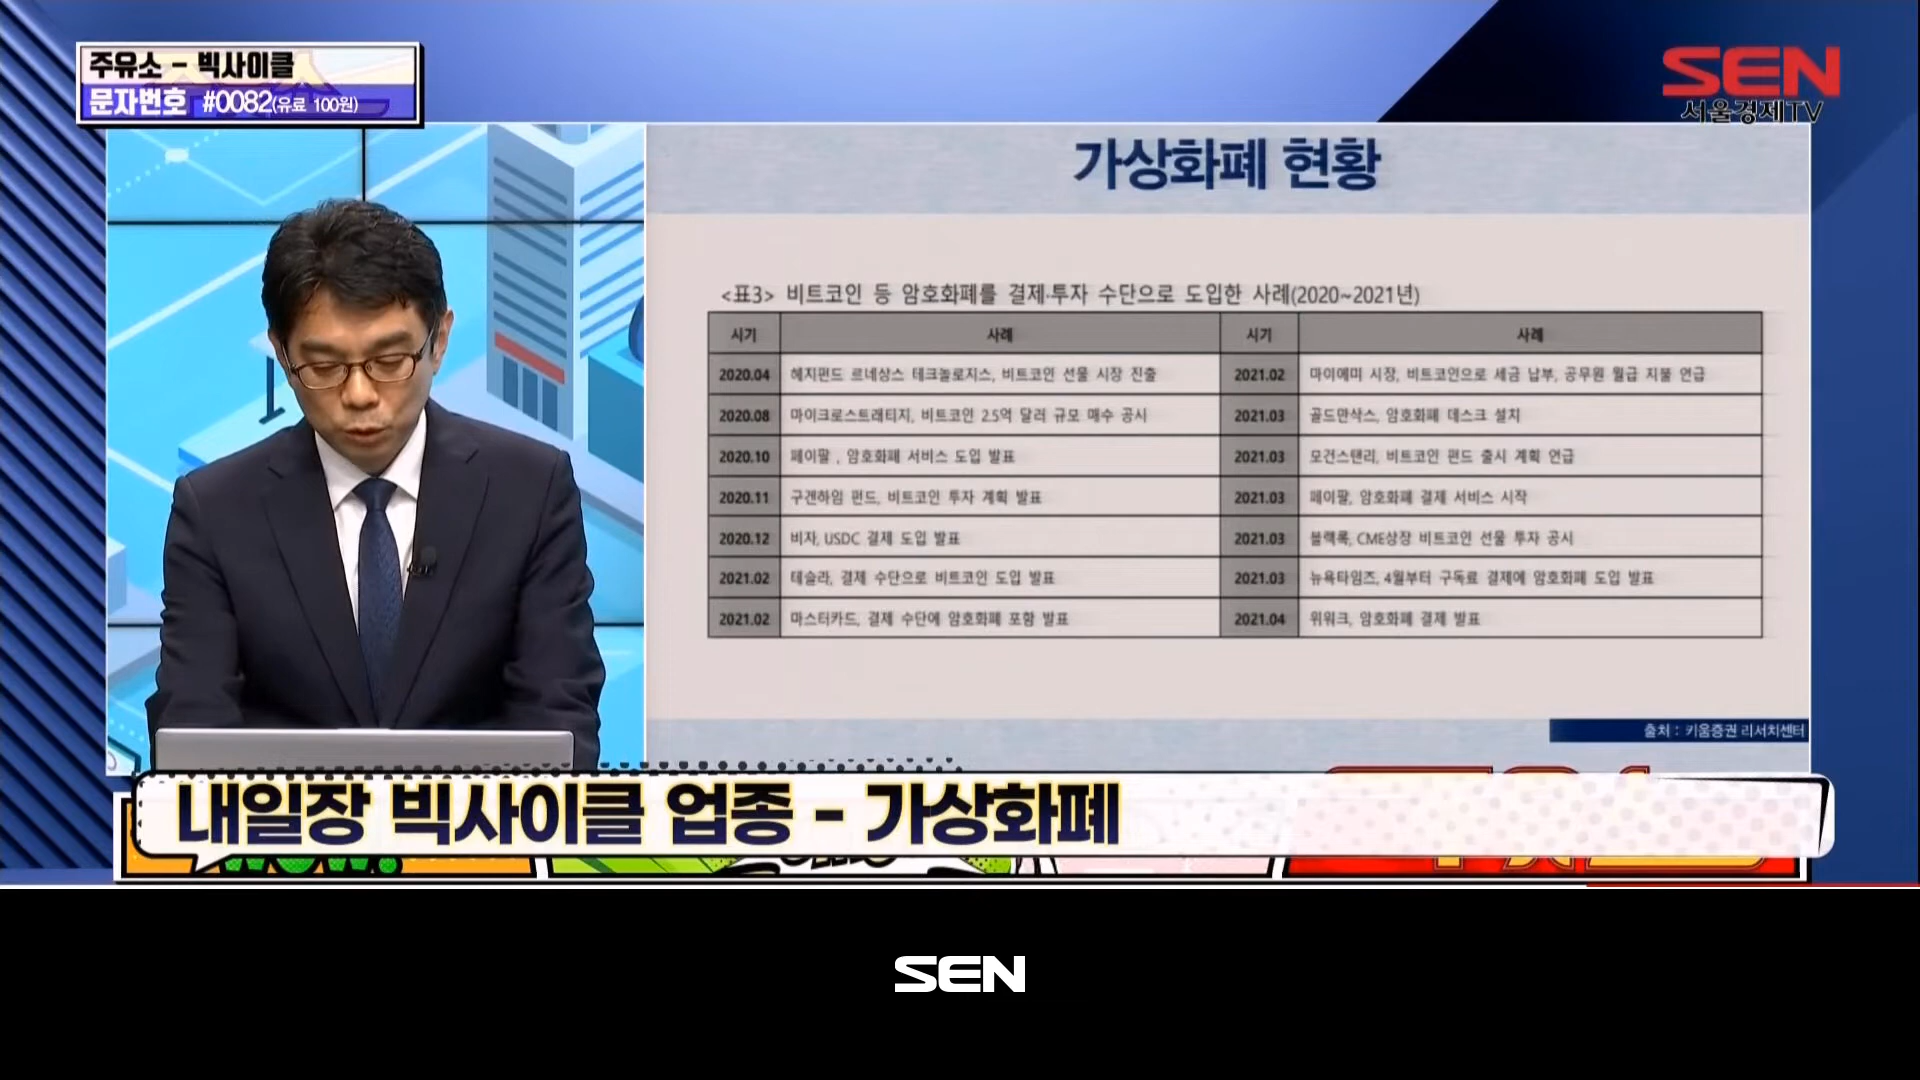 주유소 - 빅사이클
문자번호 #0082(유료 100원)
SEN
서울경제TV
가상화폐 현황
<표3> 비트코인 등 암호화폐를 결제·투자 수단으로 도입한 사례(2020~2021년)
시기 사례 시기 사례
2020.04 헤지펀드 르네상스 테크놀로지스, 비트코인 선물 시장 진출 2021.02 마이애미 시장, 비트코인으로 세금 납부, 공무원 월급 지불 언급
2020.08 마이크로스트래티지, 비트코인 2.5억 달러 규모 매수 공시 2021.03 골드만삭스, 암호화폐 데스크 설치
2020.10 페이팔 , 암호화폐 서비스 도입 발표 2021.03 모건스탠리, 비트코인 펀드 출시 계획 언급
2020.11 구겐하임 펀드, 비트코인 투자 계획 발표 2021.03 페이팔, 암호화폐 결제 서비스 시작
2020.12 비자, USDC 결제 도입 발표 2021.03 블랙록, CME상장 비트코인 선물 투자 공시
2021.02 테슬라, 결제 수단으로 비트코인 도입 발표 2021.03 뉴욕타임즈, 4월부터 구독료 결제에 암호화폐 도입 발표
2021.02 마스터카드, 결제 수단에 암호화폐 포함 발표 2021.04 위워크, 암호화폐 결제 발표
출처 : 키움증권 리서치센터
내일장 빅사이클 업종 - 가상화폐
SEN